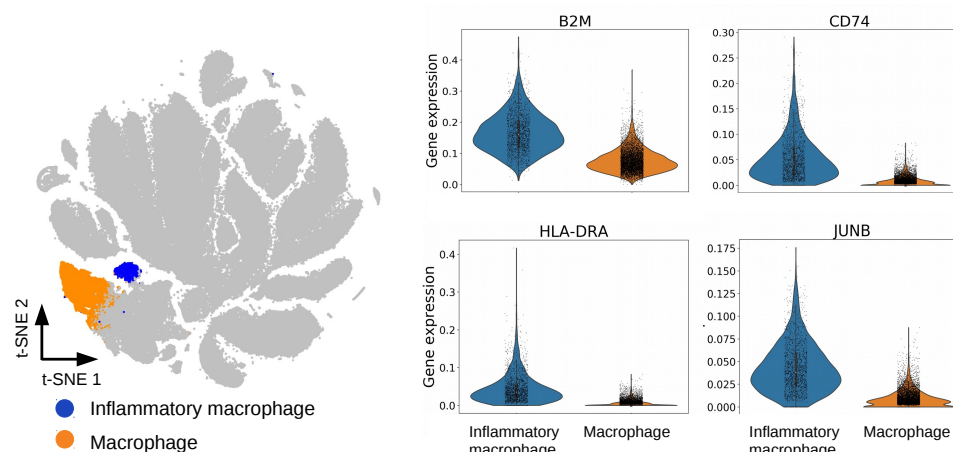 B2M
CD74
0.4
0.3
0.2
0.1
0.0
Gene expression
0.30
0.25
0.20
0.15
0.10
0.05
0.00
HLA-DRA
JUNB
0.4
0.3
0.2
0.1
0.0
Gene expression
0.175
0.150
0.125
0.100
0.075
0.050
0.025
0.000
Inflammatory
macrophage
Macrophage
Inflammatory
macrophage
Macrophage
t-SNE 2
t-SNE 1
Inflammatory macrophage
Macrophage